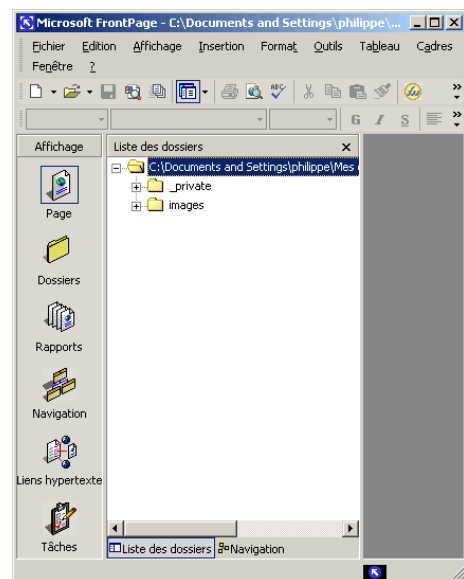 Microsoft FrontPage - C:\Documents and Settings\philippe\...
Fichier Edition Affichage Insertion Format Outils Tableau Cadres
Fenêtre ?
ABC
G I S
Affichage
Liste des dossiers
C:\Documents and Settings\philippe\Mes
_private
images
Page
Dossiers
Rapports
Navigation
Liens hypertexte
Tâches
Liste des dossiers Navigation